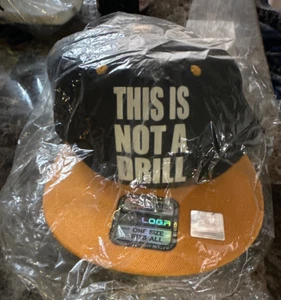 THIS IS
NOT A
DRILL
ONE SIZE
FITS ALL